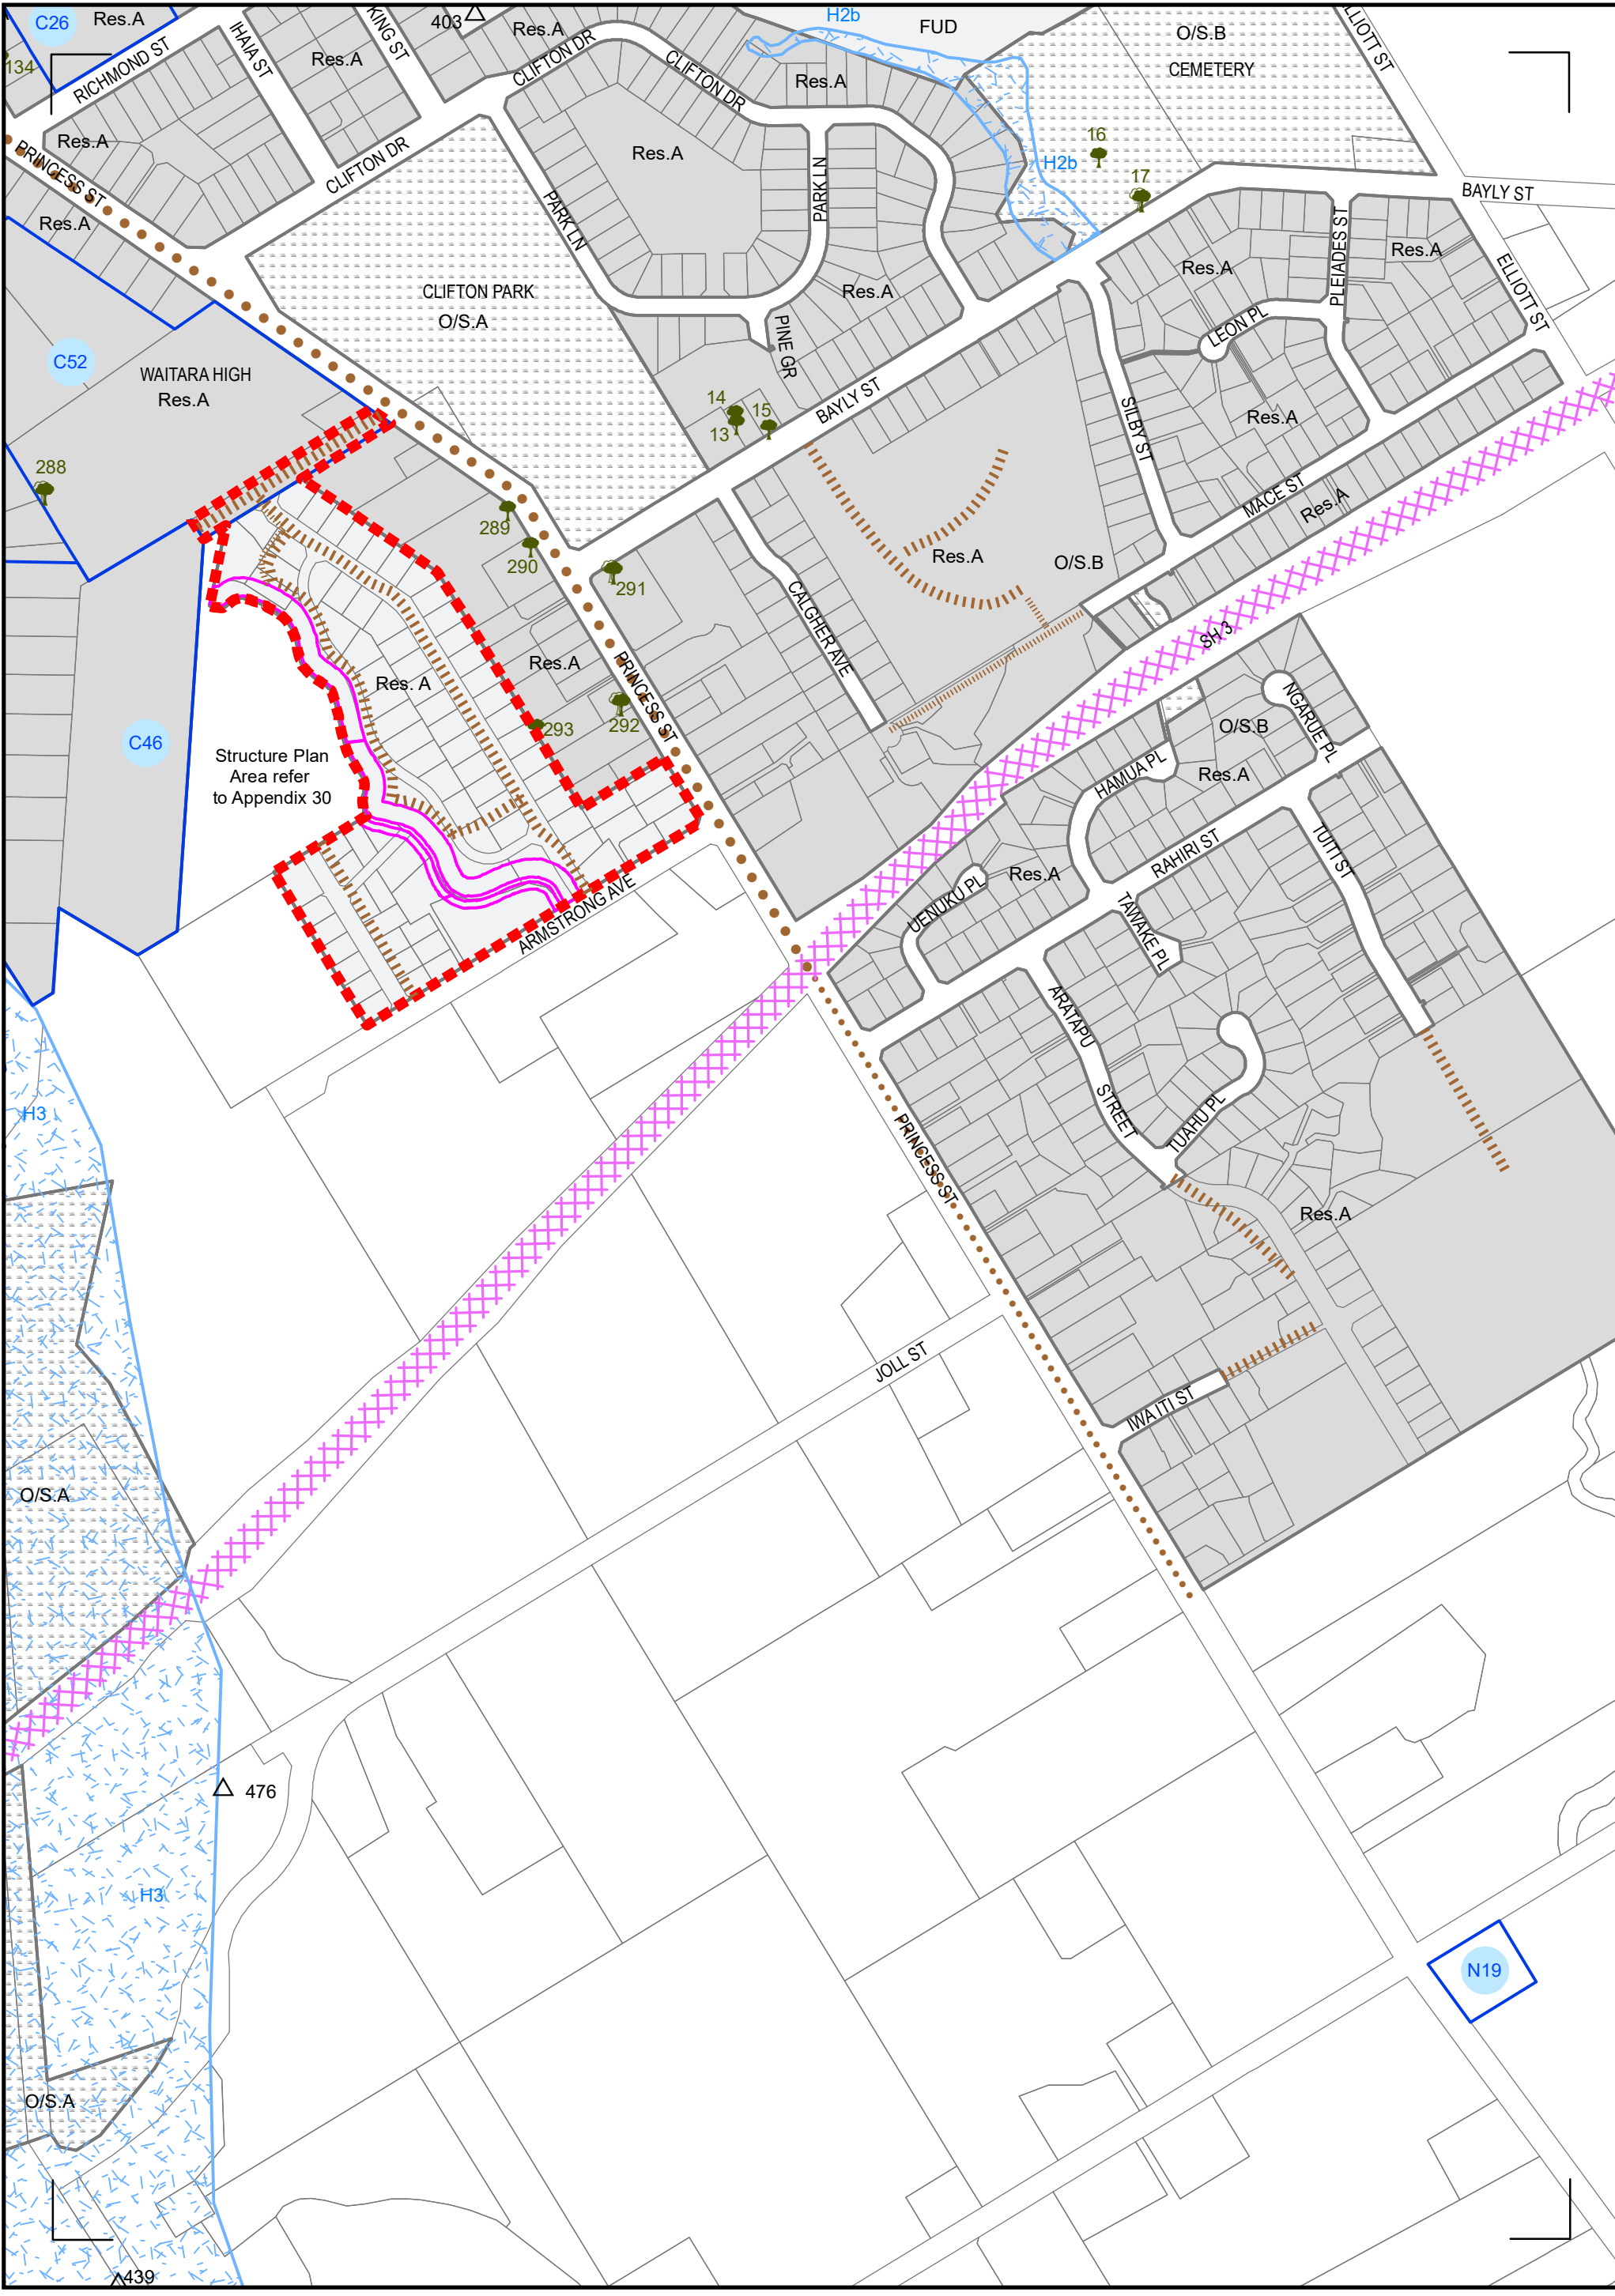 C26
Res.A
134
RICHMOND ST
IHAIA ST
Res.A
KING ST
403
Res.A
CLIFTON DR
CLIFTON DR
H2b
FUD
Res.A
O/S.B
CEMETERY
ELLIOTT ST
Res.A
PRINCESS ST
CLIFTON DR
Res.A
PARK LN
PARK LN
16
H2b
17
BAYLY ST
Res.A
PLEIADES ST
Res.A
Res.A
ELLIOTT ST
CLIFTON PARK
O/S.A
Res.A
PINE GR
LEON PL
C52
WAITARA HIGH
Res.A
14
15
13
BAYLY ST
SILBY ST
Res.A
288
MACE ST
Res.A
289
290
291
Res.A
O/S.B
CALGHER AVE
SH 3
Res.A
Res. A
PRINCESS ST
292
293
NGARUE PL
O/S.B
C46
Structure Plan
Area refer
to Appendix 30
HAMUA PL
Res.A
RAHIRI ST
TUITI ST
Res.A
UENUKU PL
ARMSTRONG AVE
TAWAKE PL
ARATAPU
STREET
TUAHU PL
H3
PRINCESS ST
Res.A
JOLL ST
IWA ITI ST
O/S.A
476
H3
N19
O/S.A
439